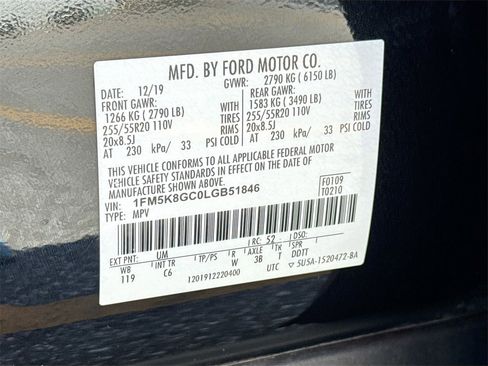 MFD. BY FORD MOTOR CO.
DATE: 12/19 GVWR: 2790 KG ( 6150 LB)
FRONT GAWR: REAR GAWR:
1266 KG ( 2790 LB) 1583 KG ( 3490 LB)
255/55R20 110V TIRES 255/55R20 110V TIRES
20x8.5J RIMS 20x8.5J RIMS
AT 230 kPa/ 33 PSI COLD AT 230 kPa/ 33 PSI COLD
THIS VEHICLE CONFORMS TO ALL APPLICABLE FEDERAL MOTOR
VEHICLE SAFETY AND THEFT PREVENTION STANDARDS IN EFFECT ON THE DATE OF
MANUFACTURE SHOWN ABOVE.
VIN: 1FM5K8GC0LGB51846 F0109
TYPE: MPV T0210
EXT PNT: UM RC: 52 DSO:
WB INT TR TP/PS R AXLE TR SPR
119 C6 W 3B T DDTT
1201912220400 UTC ▽ 5U5A-1520472-BA